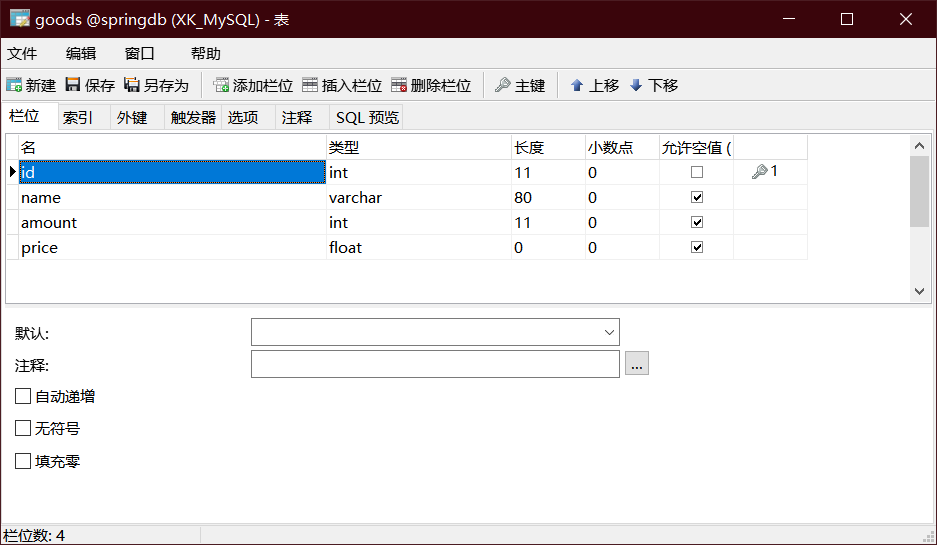 goods @springdb (XK_MySQL) - 表
文件 编辑 窗口 帮助
新建 保存 另存为 添加栏位 插入栏位 删除栏位 主键 上移 下移
栏位 索引 外键 触发器 选项 注释 SQL 预览
名 类型 长度 小数点 允许空值 (
id int 11 0 1
name varchar 80 0
amount int 11 0
price float 0 0
默认:
注释: ...
自动递增
无符号
填充零
栏位数: 4